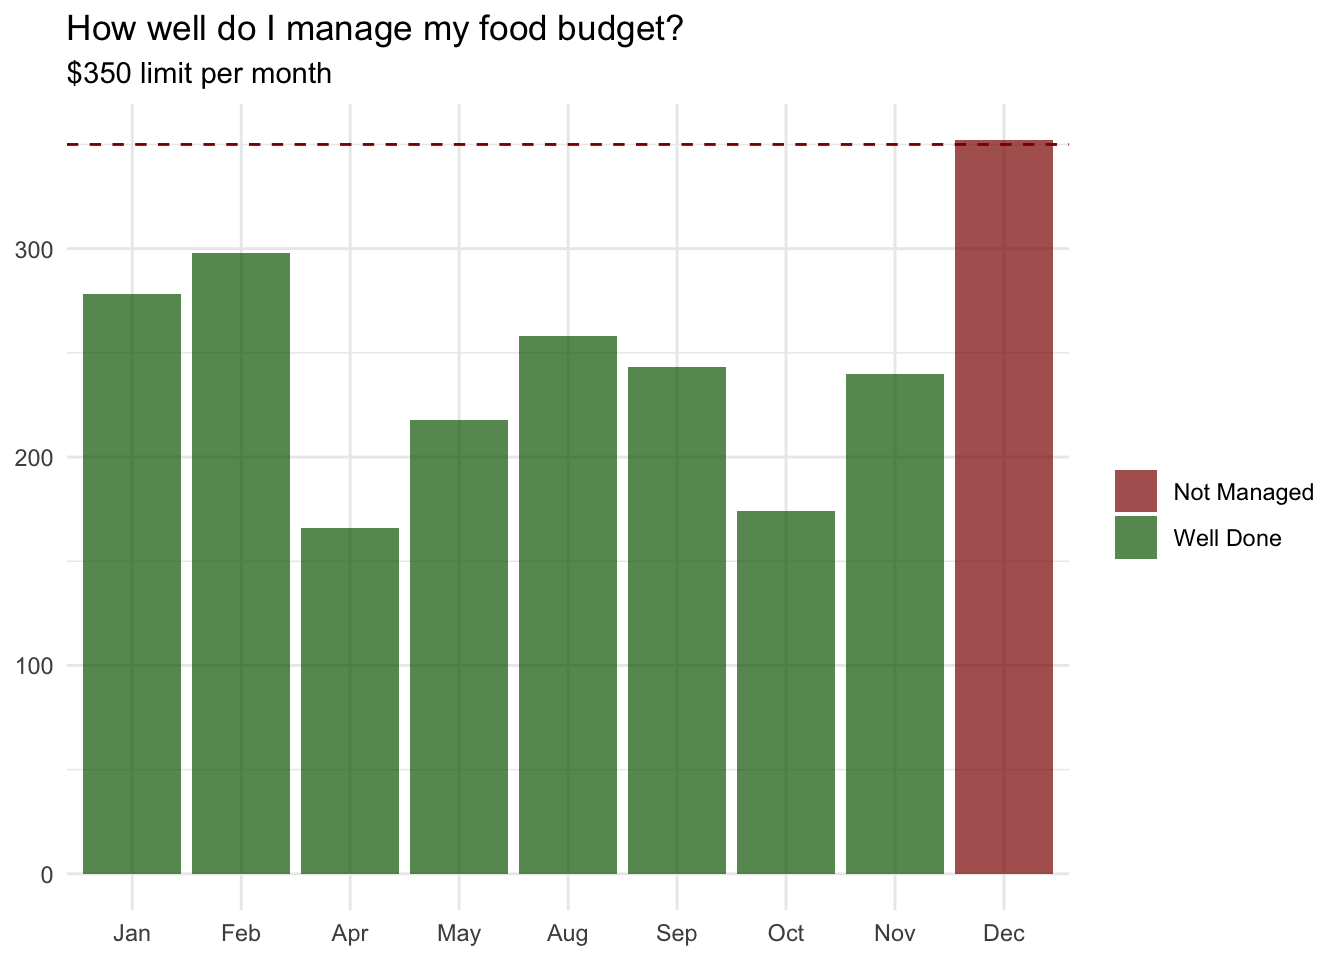 How well do I manage my food budget?
$350 limit per month
300
200
100
0
Jan Feb Apr May Aug Sep Oct Nov Dec
Not Managed
Well Done